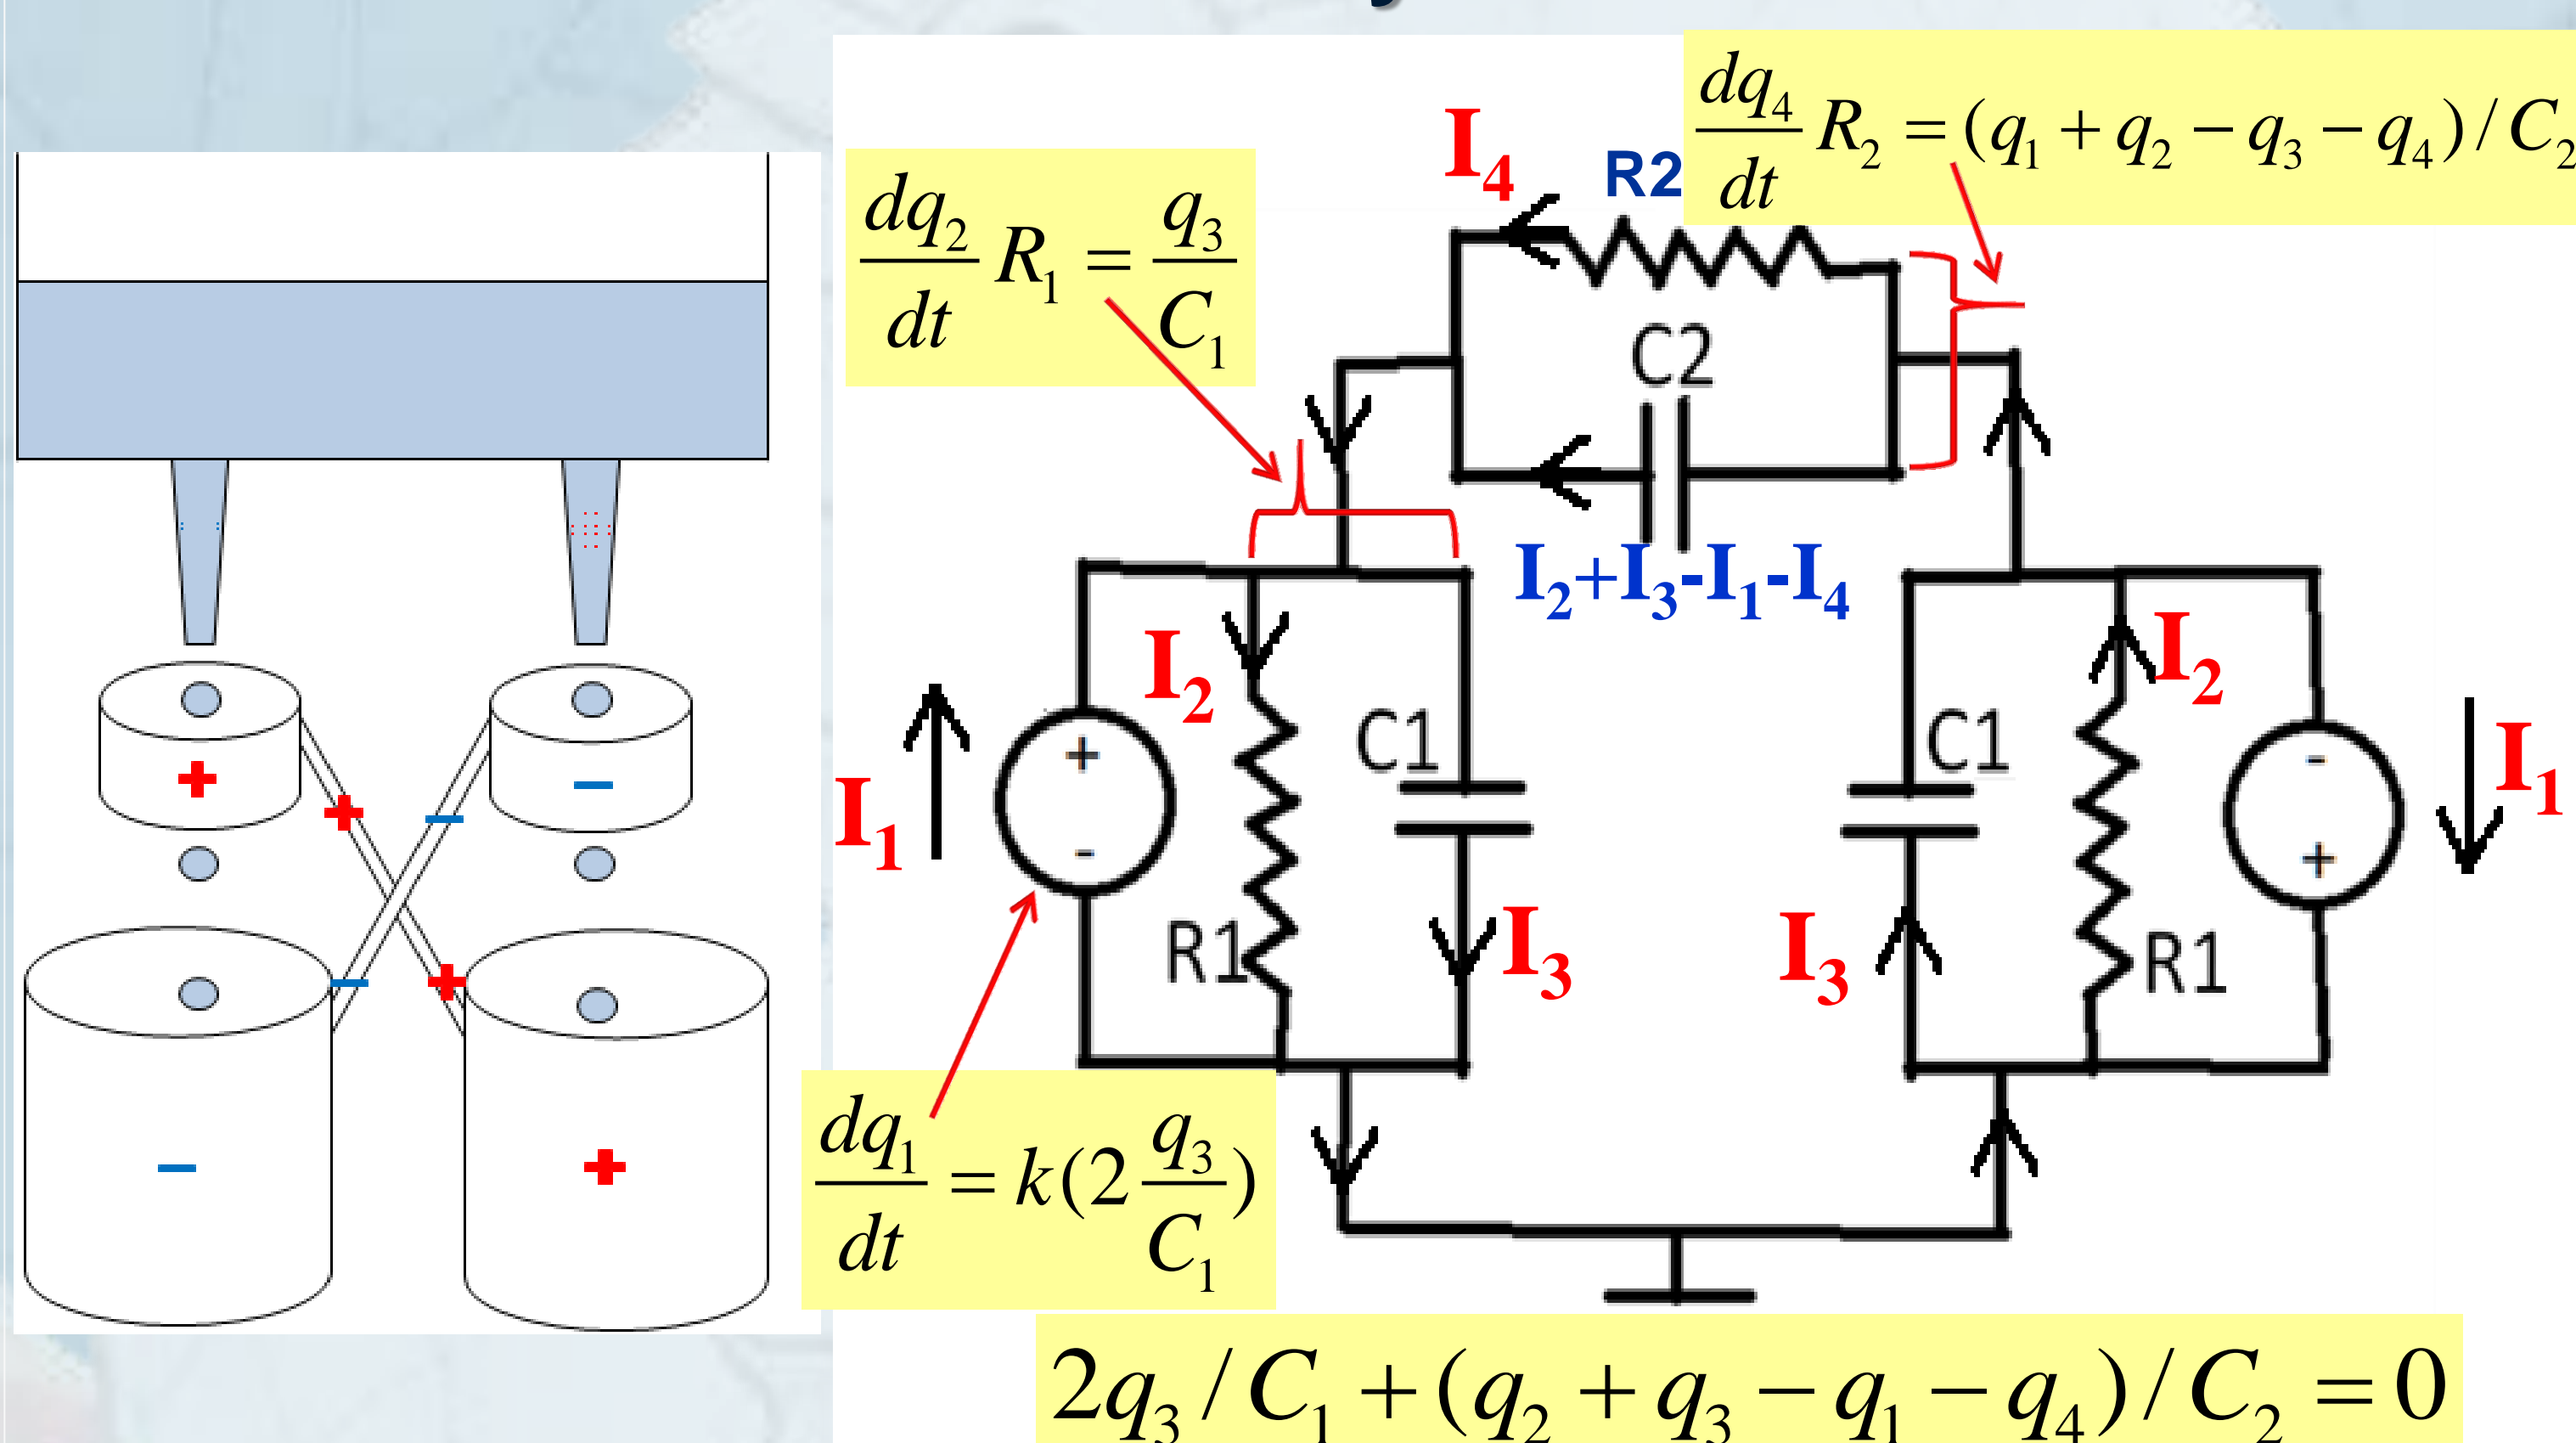 I₄
R2
dq₄/dt R₂ = (q₁ + q₂ − q₃ − q₄) / C₂
dq₂/dt R₁ = q₃/C₁
C2
I₂+I₃-I₁-I₄
I₁
+
-
I₂
R1
C1
I₃
C1
I₃
I₂
R1
-
+
I₁
+
+
−
−
−
+
−
+
dq₁/dt = k(2 q₃/C₁)
2q₃ / C₁ + (q₂ + q₃ − q₁ − q₄) / C₂ = 0